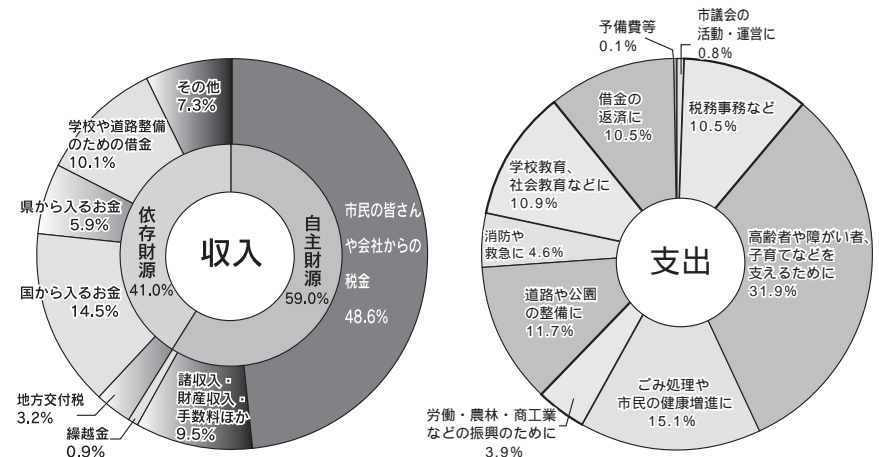 収入
自主財源
59.0%
依存財源
41.0%
市民の皆さん
や会社からの
税金
48.6%
諸収入・
財産収入・
手数料ほか
9.5%
繰越金
0.9%
地方交付税
3.2%
国から入るお金
14.5%
県から入るお金
5.9%
学校や道路整備
のための借金
10.1%
その他
7.3%
支出
市議会の
活動・運営に
0.8%
税務事務など
10.5%
高齢者や障がい者、
子育てなどを
支えるために
31.9%
ごみ処理や
市民の健康増進に
15.1%
労働・農林・商工業
などの振興のために
3.9%
道路や公園
の整備に
11.7%
消防や
救急に 4.6%
学校教育、
社会教育などに
10.9%
借金の
返済に
10.5%
予備費等
0.1%